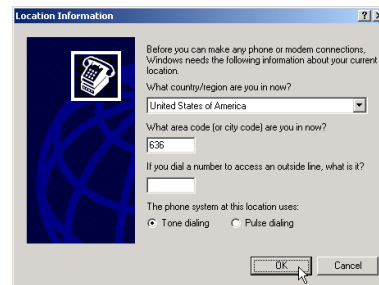 Location Information
Before you can make any phone or modem connections,
Windows needs the following information about your current
location.
What country/region are you in now?
United States of America
What area code (or city code) are you in now?
636
If you dial a number to access an outside line, what is it?
The phone system at this location uses:
Tone dialing
Pulse dialing
OK
Cancel